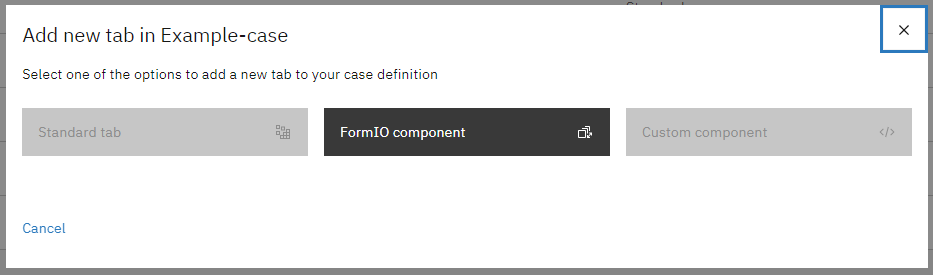 Add new tab in Example-case
Select one of the options to add a new tab to your case definition
Standard tab
FormIO component
Custom component
Cancel